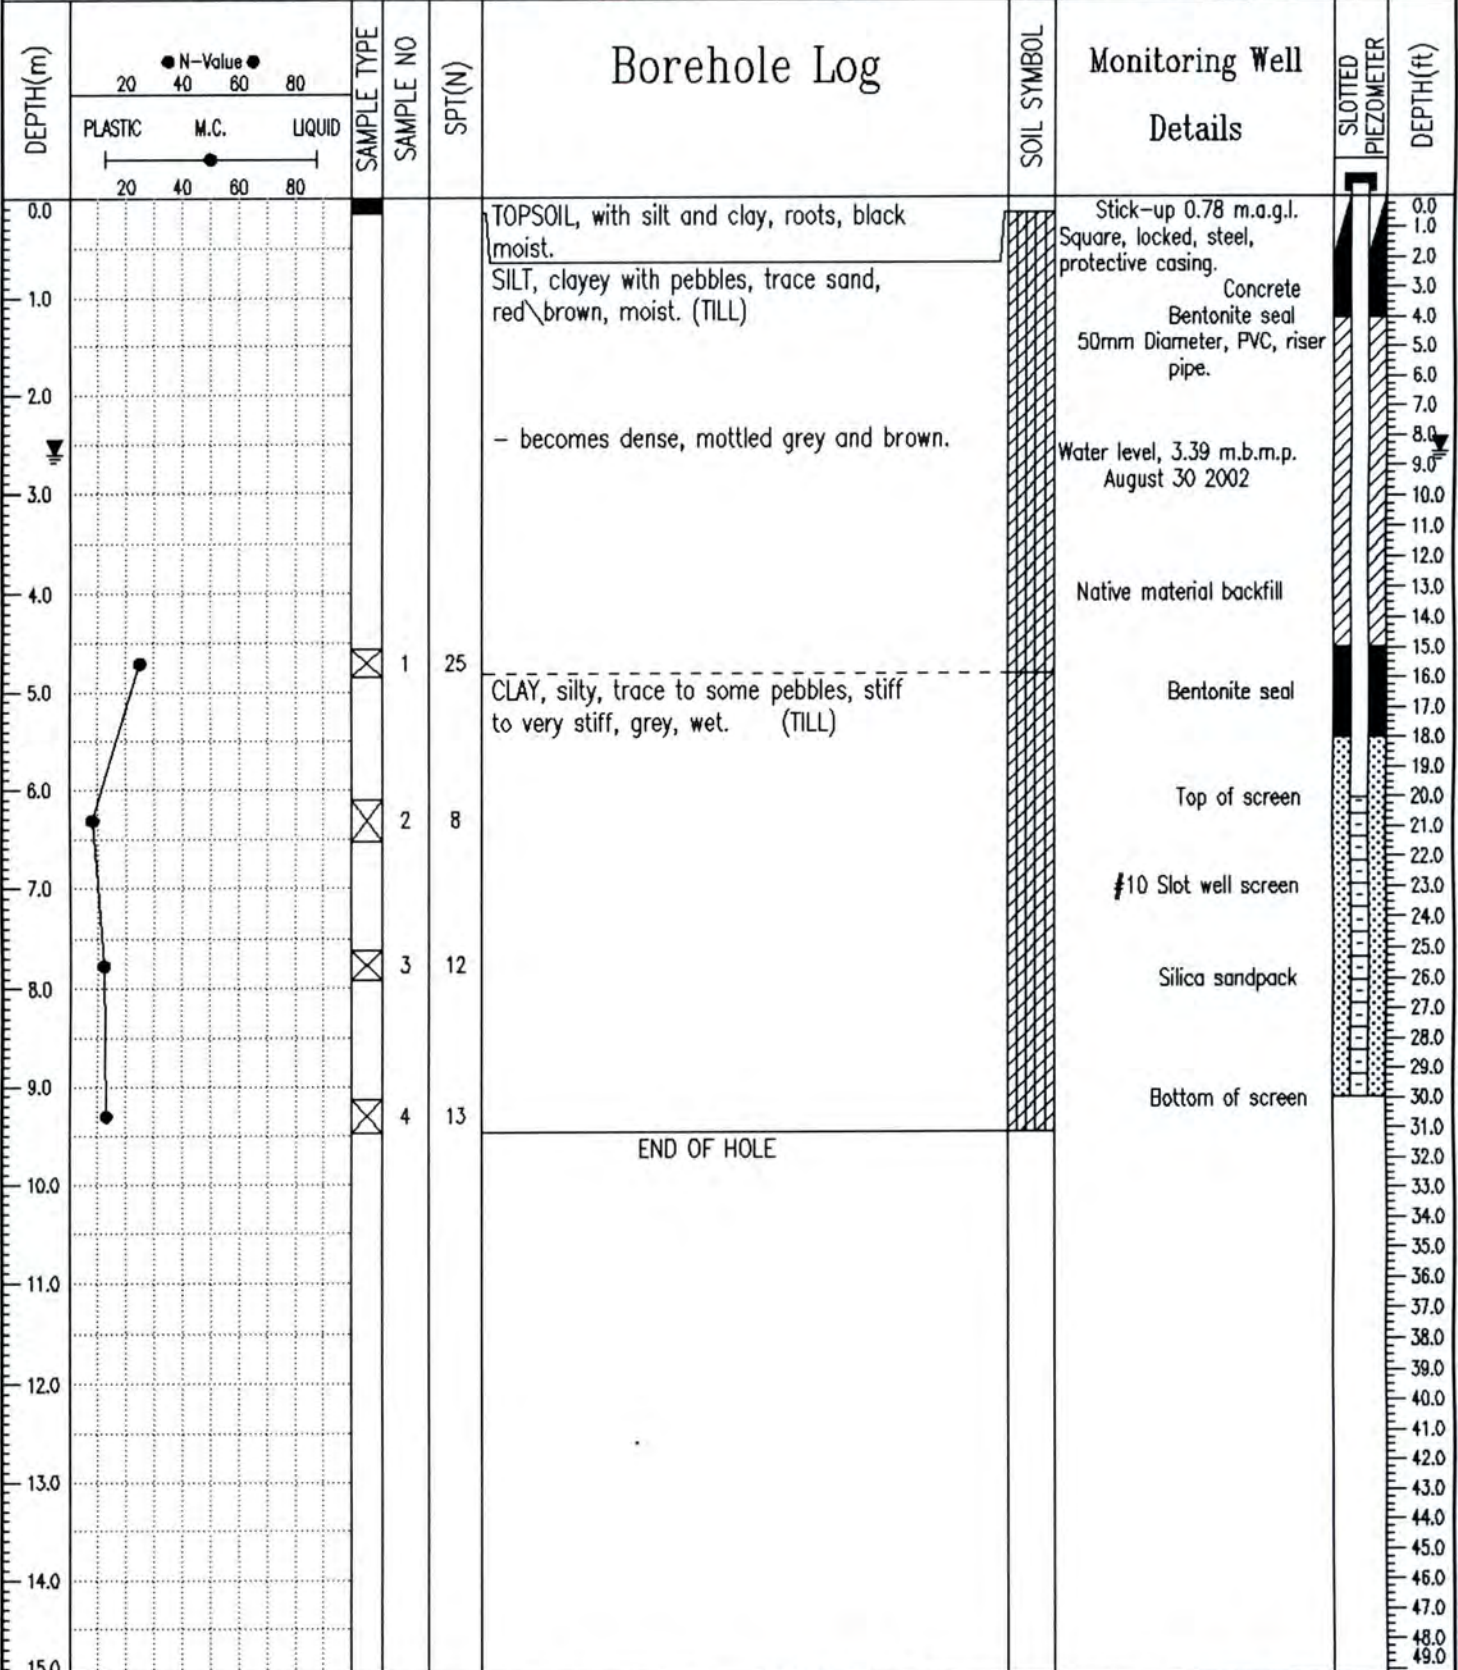 DEPTH(m)
● N-Value ●
20 40 60 80
PLASTIC M.C. LIQUID
20 40 60 80
SAMPLE TYPE
SAMPLE NO
SPT(N)
Borehole Log
SOIL SYMBOL
Monitoring Well
Details
SLOTTED
PIEZOMETER
DEPTH(ft)
0.0
1.0
2.0
3.0
4.0
5.0
6.0
7.0
8.0
9.0
10.0
11.0
12.0
13.0
14.0
15.0
1 25
2 8
3 12
4 13
TOPSOIL, with silt and clay, roots, black
moist.
SILT, clayey with pebbles, trace sand,
red\brown, moist. (TILL)
- becomes dense, mottled grey and brown.
CLAY, silty, trace to some pebbles, stiff
to very stiff, grey, wet. (TILL)
END OF HOLE
Stick-up 0.78 m.a.g.l.
Square, locked, steel,
protective casing.
Concrete
Bentonite seal
50mm Diameter, PVC, riser
pipe.
Water level, 3.39 m.b.m.p.
August 30 2002
Native material backfill
Bentonite seal
Top of screen
#10 Slot well screen
Silica sandpack
Bottom of screen
0.0
1.0
2.0
3.0
4.0
5.0
6.0
7.0
8.0
9.0
10.0
11.0
12.0
13.0
14.0
15.0
16.0
17.0
18.0
19.0
20.0
21.0
22.0
23.0
24.0
25.0
26.0
27.0
28.0
29.0
30.0
31.0
32.0
33.0
34.0
35.0
36.0
37.0
38.0
39.0
40.0
41.0
42.0
43.0
44.0
45.0
46.0
47.0
48.0
49.0